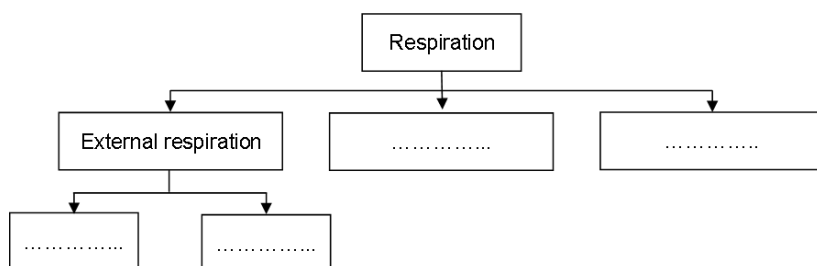 Respiration
External respiration
…………...
…………..
…………...
…………...